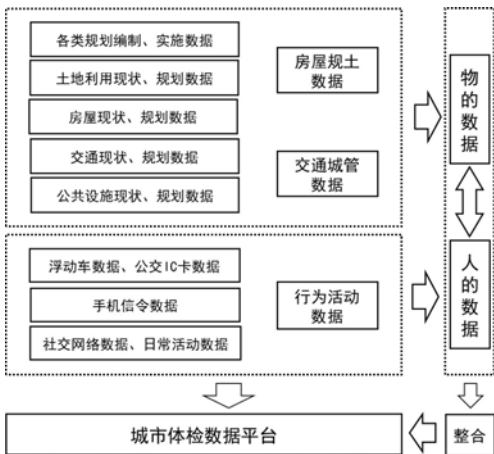 各类规划编制、实施数据
土地利用现状、规划数据
房屋现状、规划数据
交通现状、规划数据
公共设施现状、规划数据
房屋规土
数据
交通城管
数据
物的数据
浮动车数据、公交IC卡数据
手机信令数据
社交网络数据、日常活动数据
行为活动
数据
人的数据
城市体检数据平台
整合